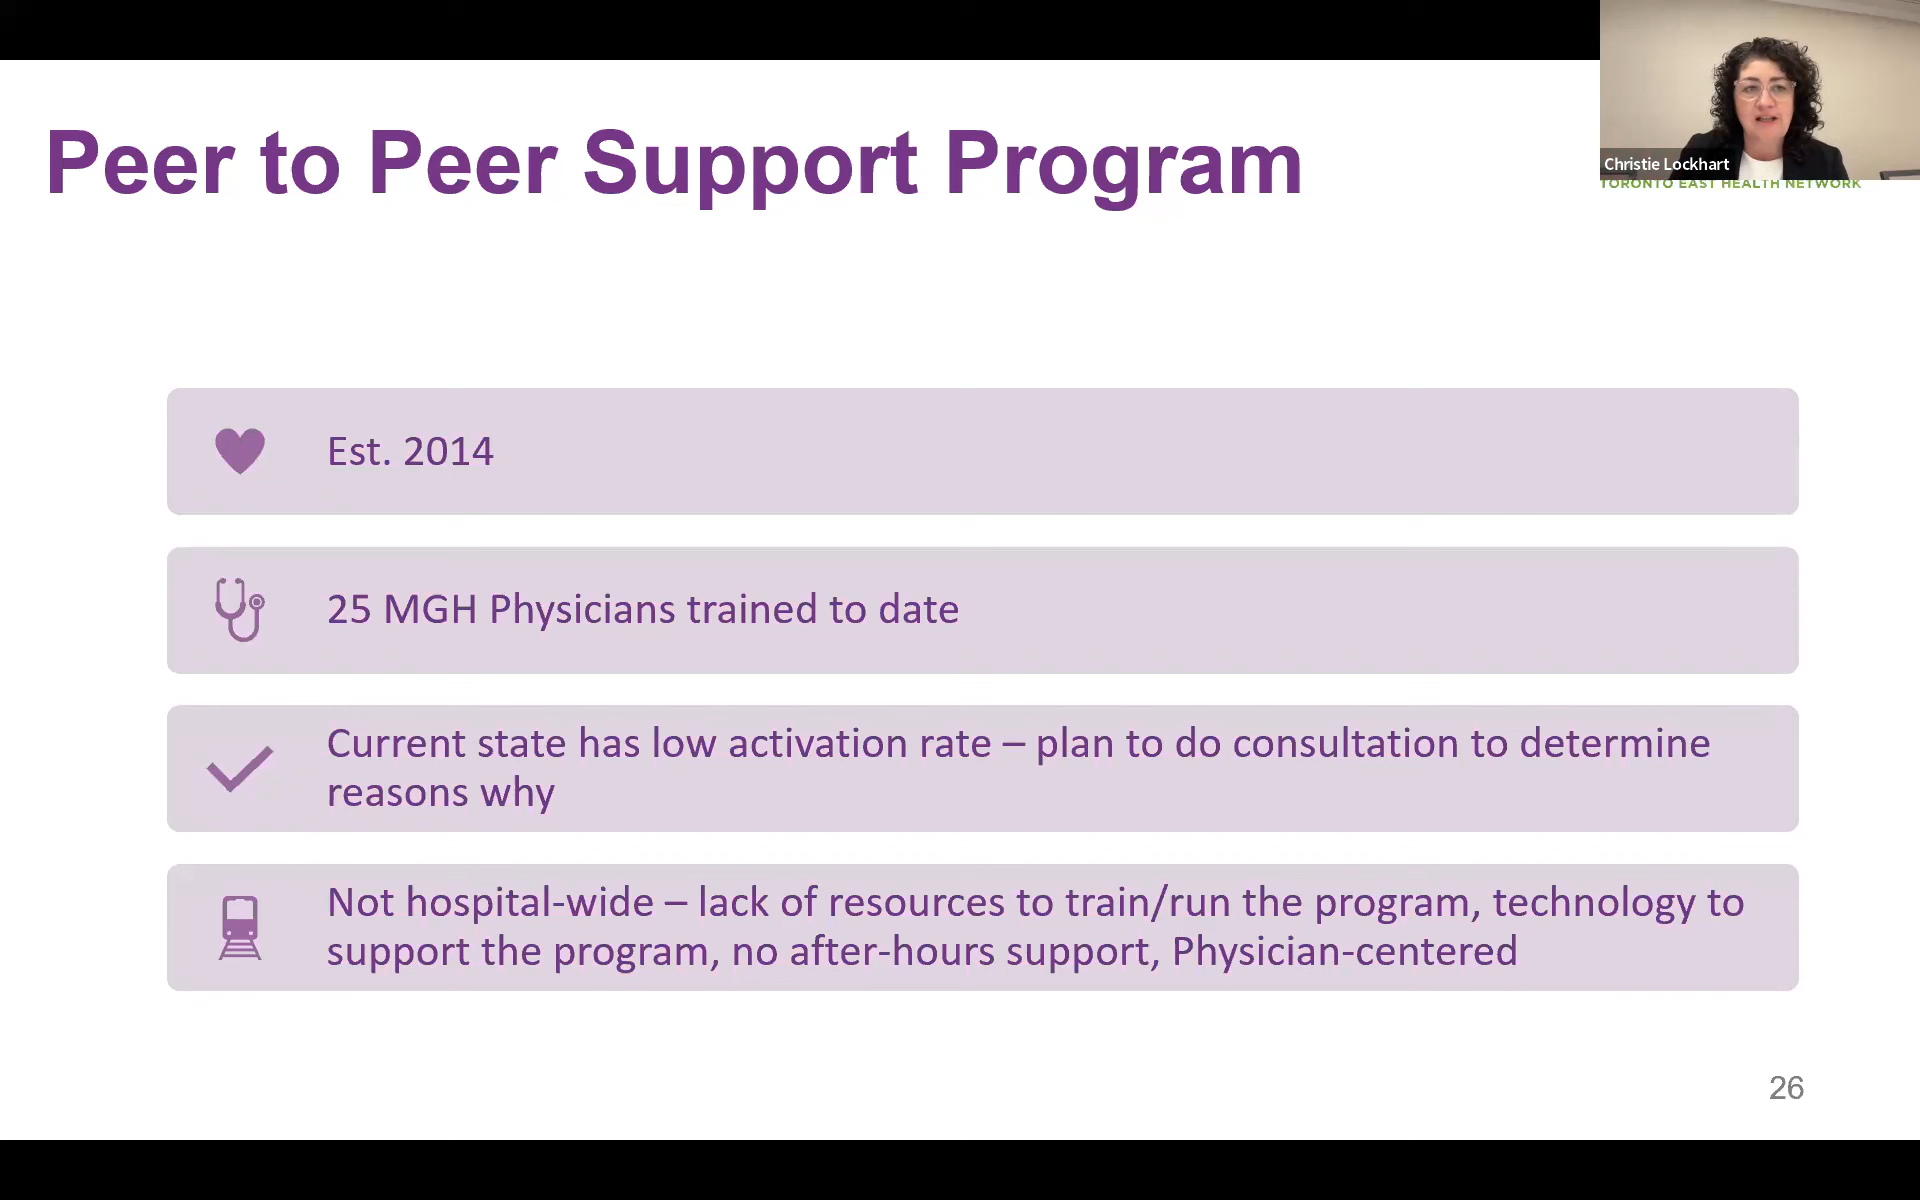 Peer to Peer Support Program
Christie Lockhart
TORONTO EAST HEALTH NETWORK
Est. 2014
25 MGH Physicians trained to date
Current state has low activation rate – plan to do consultation to determine
reasons why
Not hospital-wide – lack of resources to train/run the program, technology to
support the program, no after-hours support, Physician-centered
26